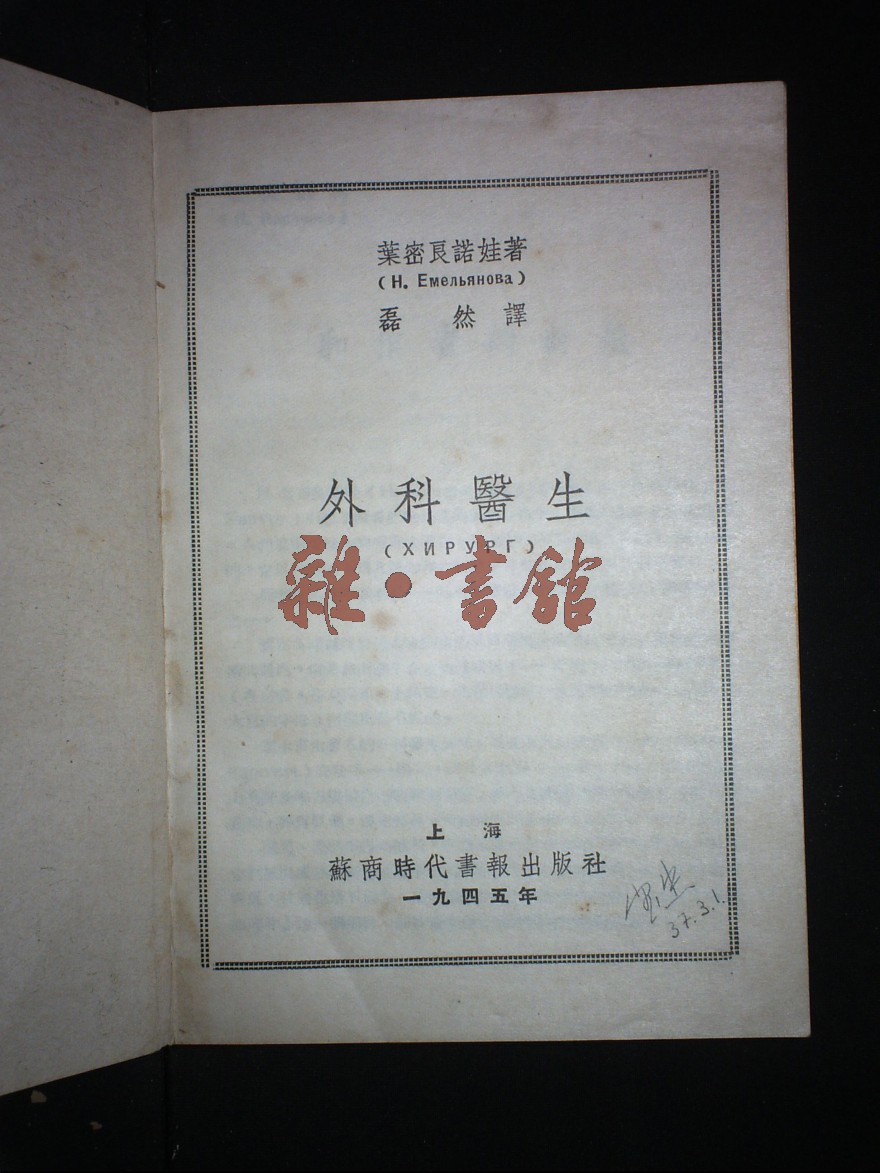 葉密良諾娃著
(Н. Емельянова)
磊然譯
外科醫生
(ХИРУРГ)
雜·書館
上海
蘇商時代書報出版社
一九四五年
37.3.1.